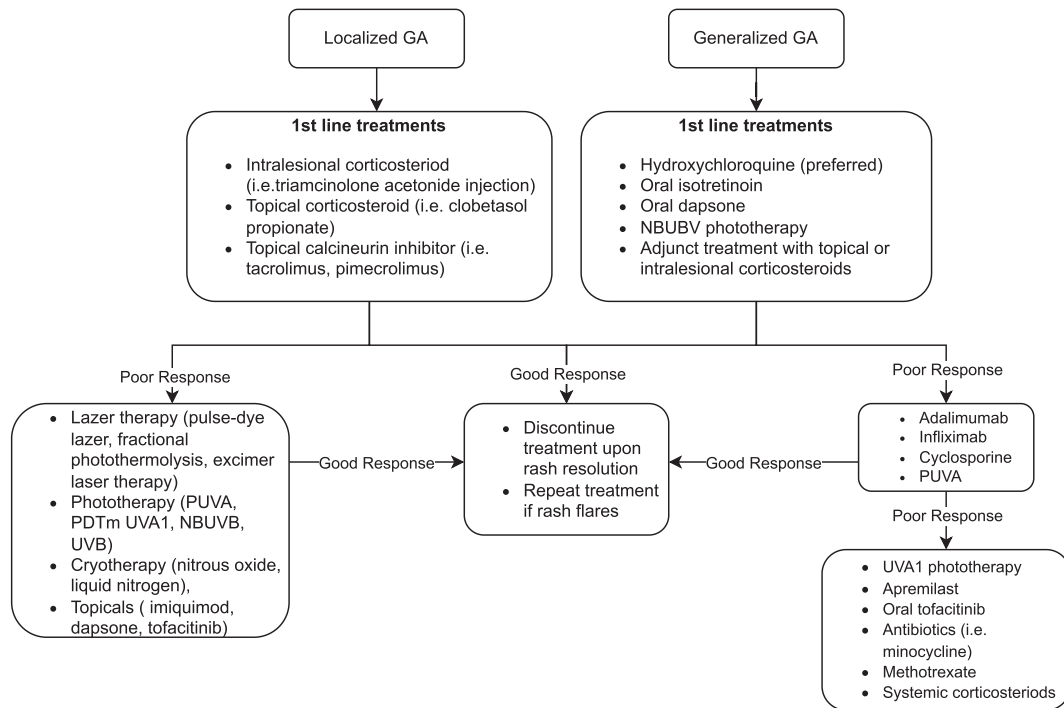 Localized GA
Generalized GA
1st line treatments
• Intralesional corticosteriod
(i.e.triamcinolone acetonide injection)
• Topical corticosteroid (i.e. clobetasol
propionate)
• Topical calcineurin inhibitor (i.e.
tacrolimus, pimecrolimus)
1st line treatments
• Hydroxychloroquine (preferred)
• Oral isotretinoin
• Oral dapsone
• NBUBV phototherapy
• Adjunct treatment with topical or
intralesional corticosteroids
Poor Response
Good Response
Poor Response
• Lazer therapy (pulse-dye
lazer, fractional
photothermolysis, excimer
laser therapy)
• Phototherapy (PUVA,
PDTm UVA1, NBUVB,
UVB)
• Cryotherapy (nitrous oxide,
liquid nitrogen),
• Topicals ( imiquimod,
dapsone, tofacitinib)
Good Response
• Discontinue
treatment upon
rash resolution
• Repeat treatment
if rash flares
Good Response
• Adalimumab
• Infliximab
• Cyclosporine
• PUVA
Poor Response
• UVA1 phototherapy
• Apremilast
• Oral tofacitinib
• Antibiotics (i.e.
minocycline)
• Methotrexate
• Systemic corticosteriods